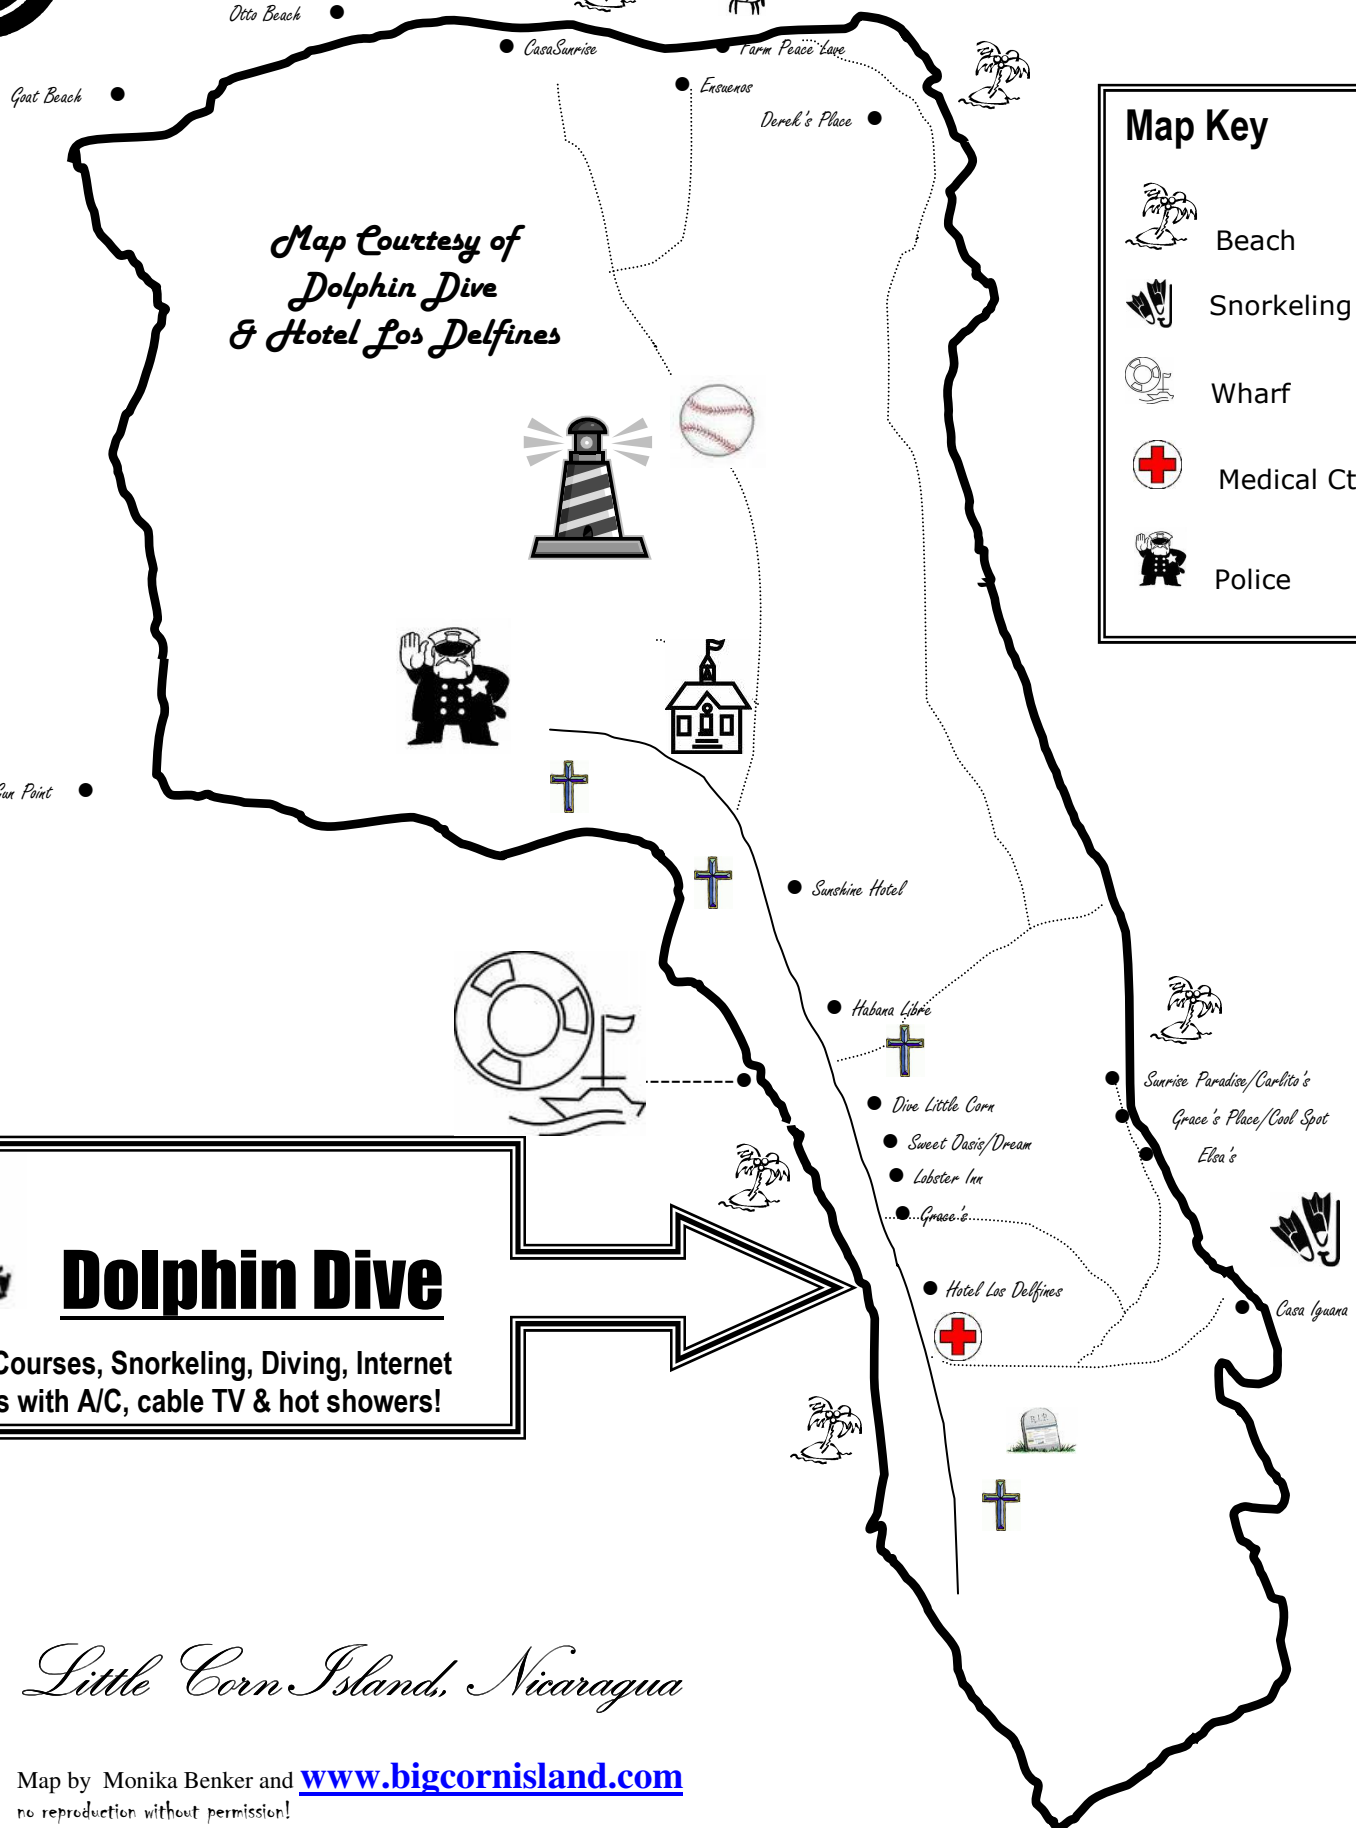 Otto Beach
CasaSunrise
Farm Peace Love
Goat Beach
Ensuenos
Derek's Place
Map Key
Beach
Snorkeling
Wharf
Medical Ct
Police
Map Courtesy of
Dolphin Dive
& Hotel Los Delfines
Gun Point
Sunshine Hotel
Habana Libre
Dive Little Corn
Sweet Oasis/Dream
Lobster Inn
Grace's
Sunrise Paradise/Carlito's
Grace's Place/Cool Spot
Elsa's
Hotel Los Delfines
Casa Iguana
Dolphin Dive
Courses, Snorkeling, Diving, Internet
s with A/C, cable TV & hot showers!
R.I.P.
Little Corn Island, Nicaragua
Map by Monika Benker and www.bigcornisland.com
no reproduction without permission!